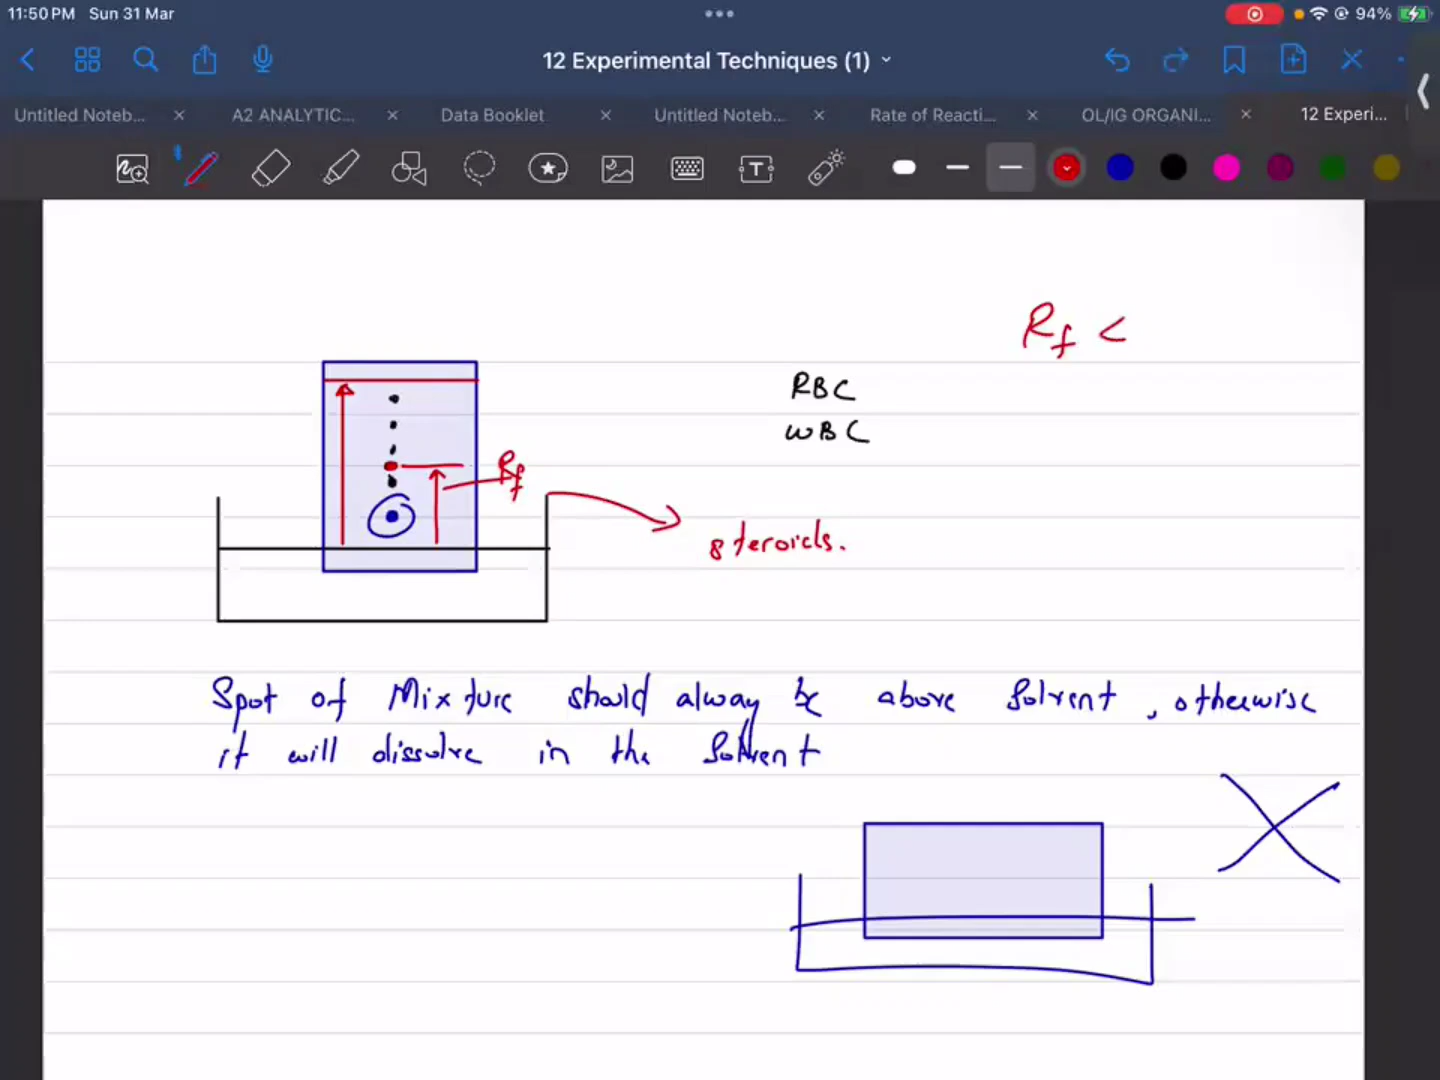 11:50 PM Sun 31 Mar
94%
12 Experimental Techniques (1)
Untitled Noteb... A2 ANALYTIC... Data Booklet Untitled Noteb... Rate of Reacti... OL/IG ORGANI... 12 Experi...
Rf <
RBC
WBC
Rf
steroids.
Spot of Mixture should alway be above Solvent, otherwise
it will dissolve in the Solvent